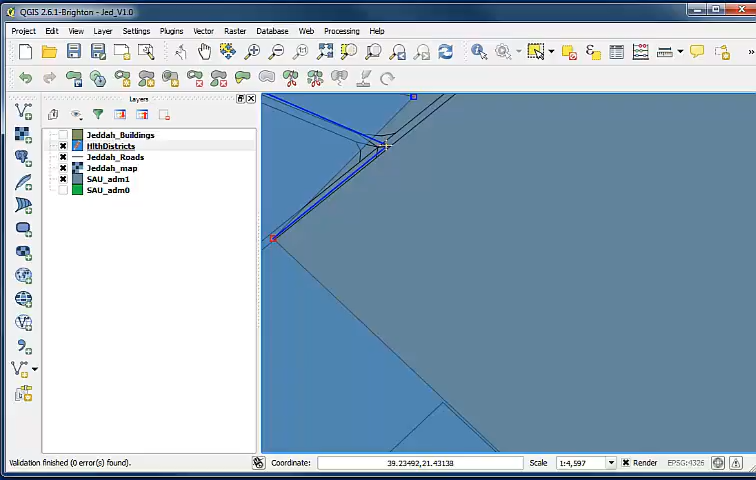 QGIS 2.6.1-Brighton - Jed_V1.0
Project Edit View Layer Settings Plugins Vector Raster Database Web Processing Help
Layers
Jeddah_Buildings
HlthDistricts
Jeddah_Roads
Jeddah_map
SAU_adm1
SAU_adm0
Validation finished (0 error(s) found).
Coordinate:
39.23492,21.43138
Scale
1:4,597
Render
EPSG:4326